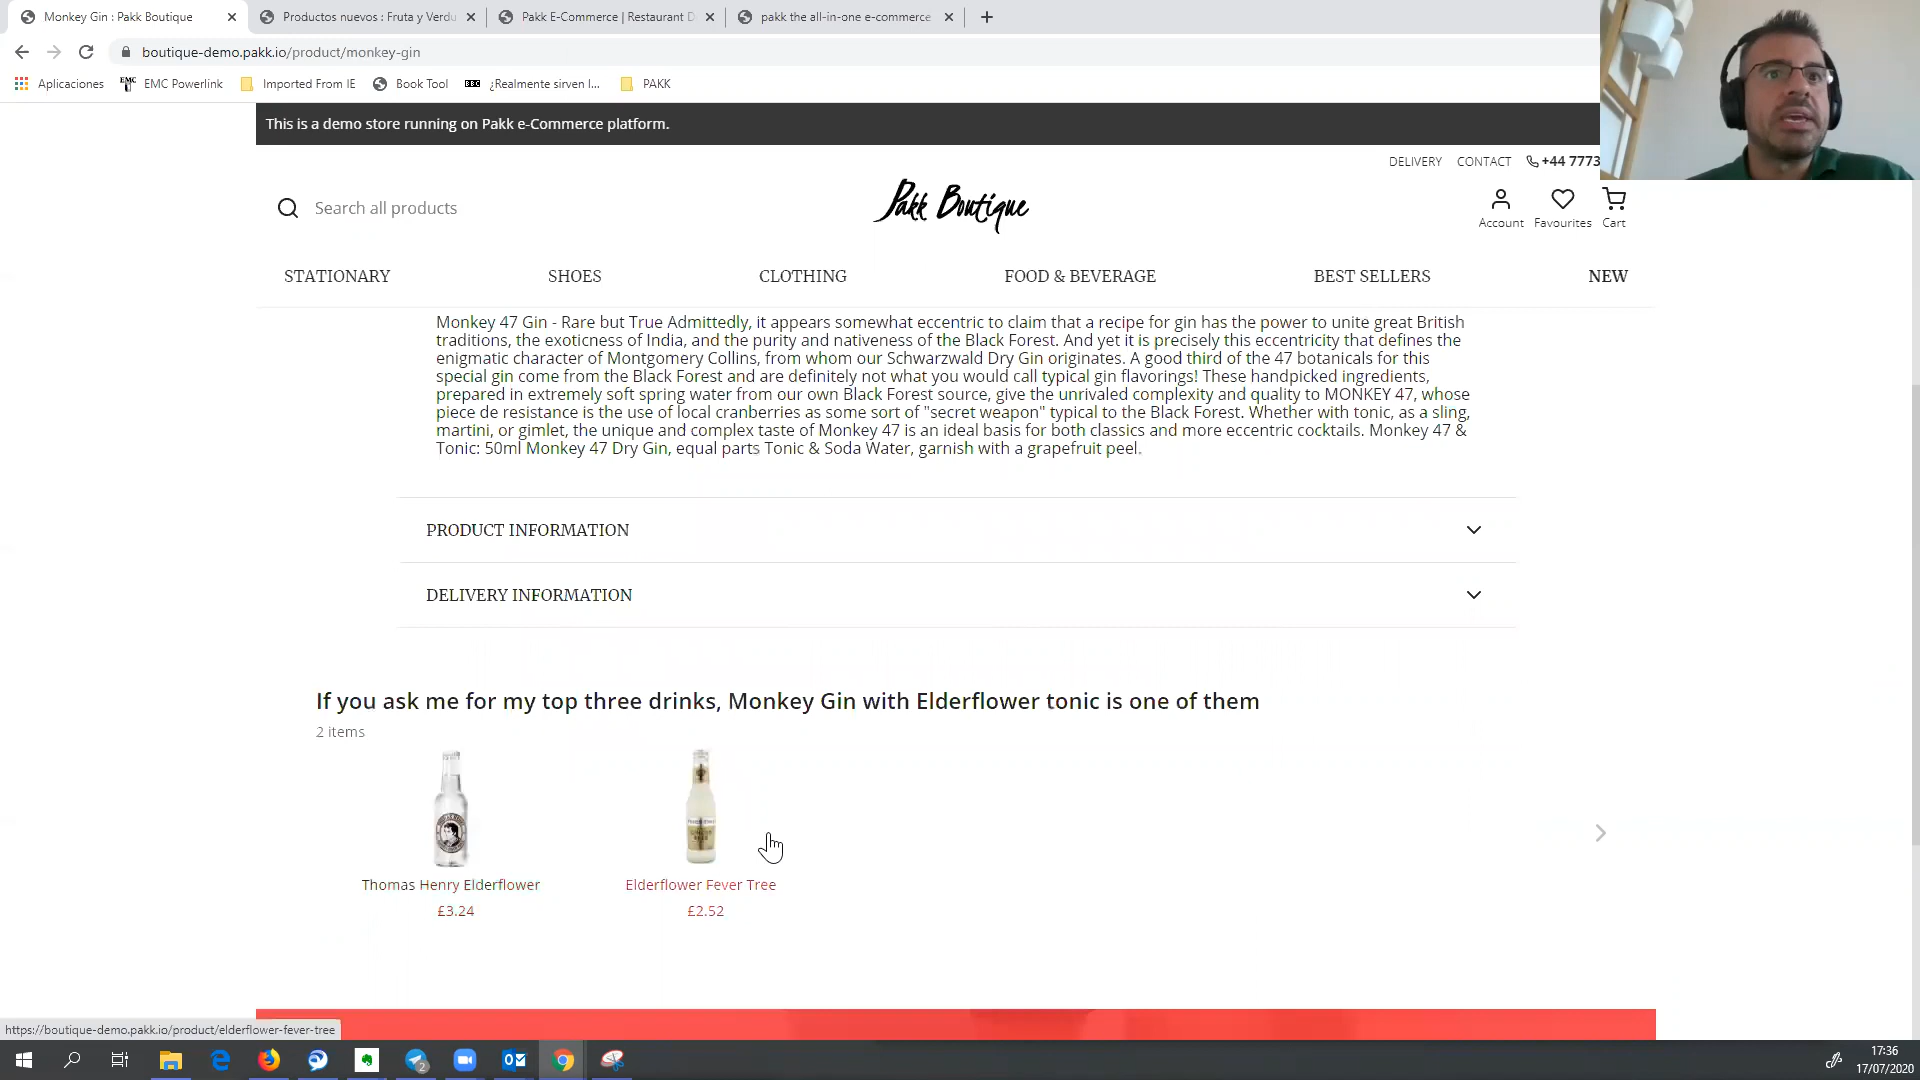 Monkey Gin : Pakk Boutique
Productos nuevos : Fruta y Verdu
Pakk E-Commerce | Restaurant D
pakk the all-in-one e-commerce
boutique-demo.pakk.io/product/monkey-gin
Aplicaciones
EMC
EMC Powerlink
Imported From IE
Book Tool
BBC
¿Realmente sirven l...
PAKK
This is a demo store running on Pakk e-Commerce platform.
DELIVERY
CONTACT
+44 7773
Search all products
Pakk Boutique
Account
Favourites
Cart
STATIONARY
SHOES
CLOTHING
FOOD & BEVERAGE
BEST SELLERS
NEW
Monkey 47 Gin - Rare but True Admittedly, it appears somewhat eccentric to claim that a recipe for gin has the power to unite great British
traditions, the exoticness of India, and the purity and nativeness of the Black Forest. And yet it is precisely this eccentricity that defines the
enigmatic character of Montgomery Collins, from whom our Schwarzwald Dry Gin originates. A good third of the 47 botanicals for this
special gin come from the Black Forest and are definitely not what you would call typical gin flavorings! These handpicked ingredients,
prepared in extremely soft spring water from our own Black Forest source, give the unrivaled complexity and quality to MONKEY 47, whose
piece de resistance is the use of local cranberries as some sort of "secret weapon" typical to the Black Forest. Whether with tonic, as a sling,
martini, or gimlet, the unique and complex taste of Monkey 47 is an ideal basis for both classics and more eccentric cocktails. Monkey 47 &
Tonic: 50ml Monkey 47 Dry Gin, equal parts Tonic & Soda Water, garnish with a grapefruit peel.
PRODUCT INFORMATION
DELIVERY INFORMATION
If you ask me for my top three drinks, Monkey Gin with Elderflower tonic is one of them
2 items
Thomas Henry Elderflower
£3.24
Elderflower Fever Tree
£2.52
https://boutique-demo.pakk.io/product/elderflower-fever-tree
2
17:36
17/07/2020